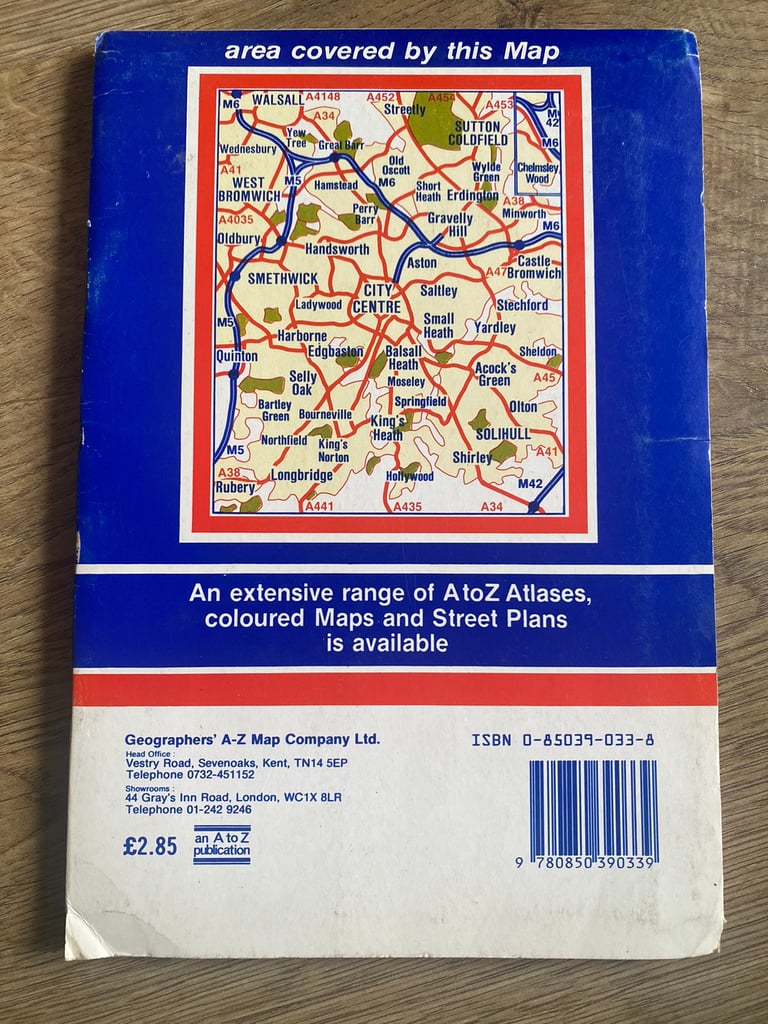 area covered by this Map
M6
WALSALL
A4148
A452
A454
A453
M6
42
Streetly
A34
SUTTON
COLDFIELD
Yew
Tree
Great Barr
M6
Wednesbury
Old
Oscott
Wylde
Green
Chelmsley
Wood
A41
M5
M6
WEST
BROMWICH
Hamstead
Short
Heath
Erdington
A38
Minworth
A4035
Perry
Barr
Gravelly
Hill
M6
Oldbury
Handsworth
Aston
Castle
Bromwich
A47
SMETHWICK
CITY
CENTRE
Saltley
Ladywood
Stechford
M5
Small
Heath
Yardley
Harborne
Quinton
Edgbaston
Balsall
Heath
Sheldon
Selly
Oak
Moseley
Acock's
Green
A45
Bartley
Green
Bournville
Springfield
Olton
King's
Heath
SOLIHULL
Northfield
King's
Norton
M5
Shirley
A41
A38
Rubery
Longbridge
Hollywood
M42
A441
A435
A34
An extensive range of A to Z Atlases,
coloured Maps and Street Plans
is available
Geographers' A-Z Map Company Ltd.
Head Office :
Vestry Road, Sevenoaks, Kent, TN14 5EP
Telephone 0732-451152
Showrooms :
44 Gray's Inn Road, London, WC1X 8LR
Telephone 01-242 9246
£2.85
an A to Z
publication
ISBN 0-85039-033-8
9 780850 390339